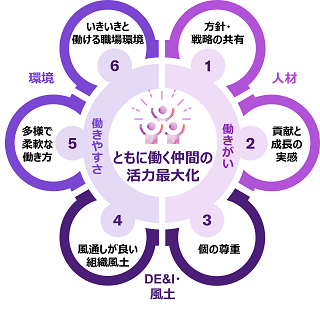 いきいきと
働ける職場環境
6
方針・
戦略の共有
1
環境
人材
多様で
柔軟な
働き方
5
働きやすさ
ともに働く仲間の
活力最大化
働きがい
2
貢献と
成長の
実感
4
風通しが良い
組織風土
3
個の尊重
DE&I・
風土